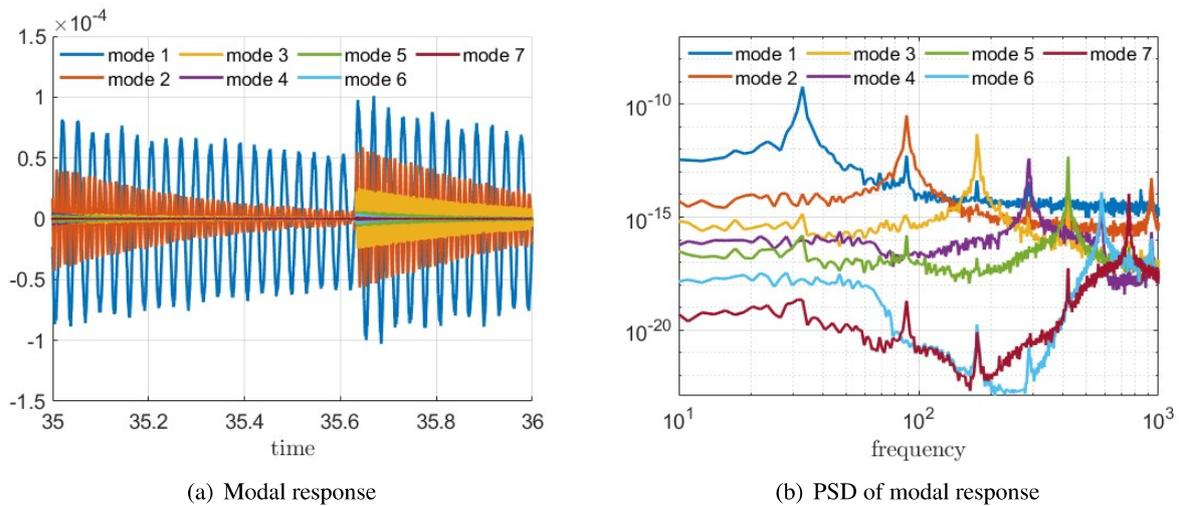 ×10⁻⁴
1.5
mode 1 mode 3 mode 5 mode 7
mode 2 mode 4 mode 6
1
0.5
0
-0.5
-1
-1.5
35 35.2 35.4 35.6 35.8 36
time
(a) Modal response
mode 1 mode 3 mode 5 mode 7
mode 2 mode 4 mode 6
10⁻¹⁰
10⁻¹⁵
10⁻²⁰
10¹ 10² 10³
frequency
(b) PSD of modal response